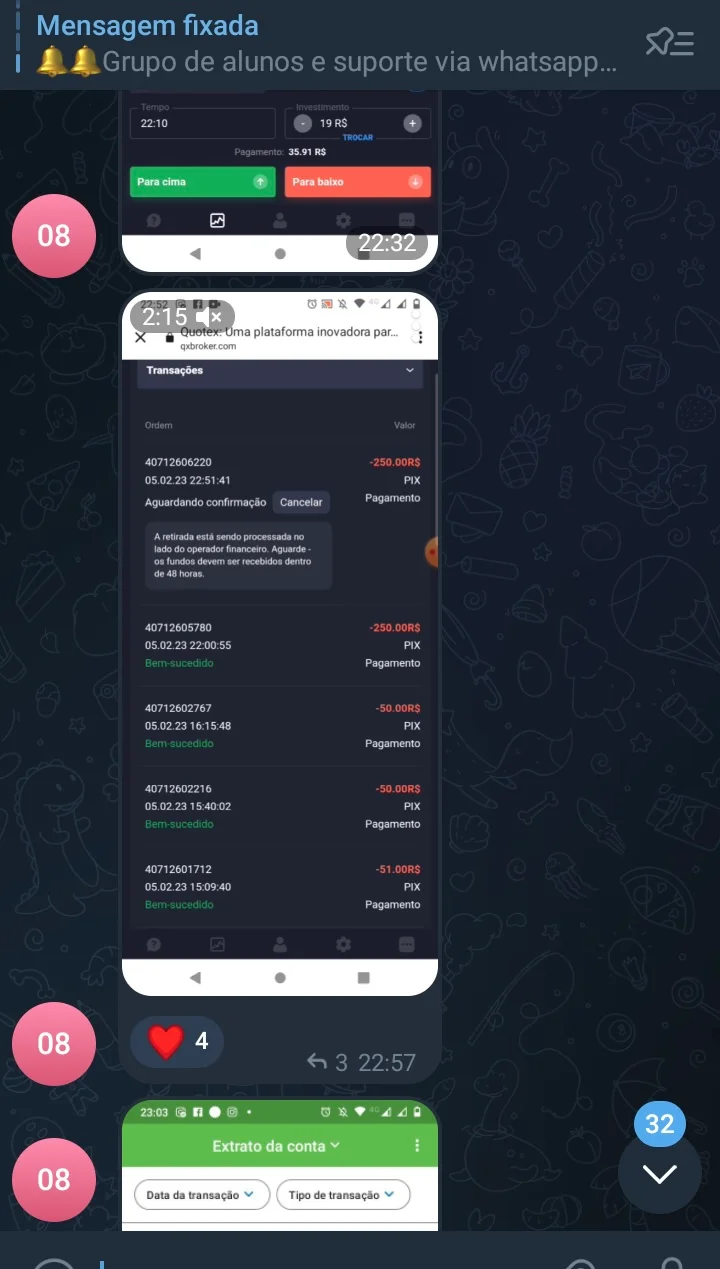 Mensagem fixada
🔔🔔Grupo de alunos e suporte via whatsapp...
Tempo
22:10
Investimento
- 19 R$ +
TROCAR
Pagamento: 35.91 R$
Para cima
Para baixo
08
22:32
22:52
4G
2:15
Quotex: Uma plataforma inovadora par...
qxbroker.com
Transações
Ordem
Valor
40712606220
-250.00R$
05.02.23 22:51:41
PIX
Aguardando confirmação
Cancelar
Pagamento
A retirada está sendo processada no
lado do operador financeiro. Aguarde -
os fundos devem ser recebidos dentro
de 48 horas.
40712605780
-250.00R$
05.02.23 22:00:55
PIX
Bem-sucedido
Pagamento
40712602767
-50.00R$
05.02.23 16:15:48
PIX
Bem-sucedido
Pagamento
40712602216
-50.00R$
05.02.23 15:40:02
PIX
Bem-sucedido
Pagamento
40712601712
-51.00R$
05.02.23 15:09:40
PIX
Bem-sucedido
Pagamento
08
❤️ 4
3 22:57
23:03
4G
Extrato da conta
08
Data da transação
Tipo de transação
32